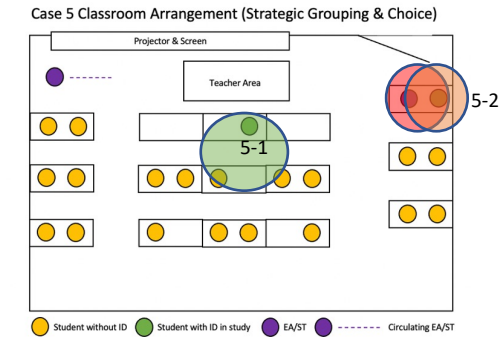 Case 5 Classroom Arrangement (Strategic Grouping & Choice)
Projector & Screen
Teacher Area
5-2
5-1
Student without ID
Student with ID in study
EA/ST
Circulating EA/ST